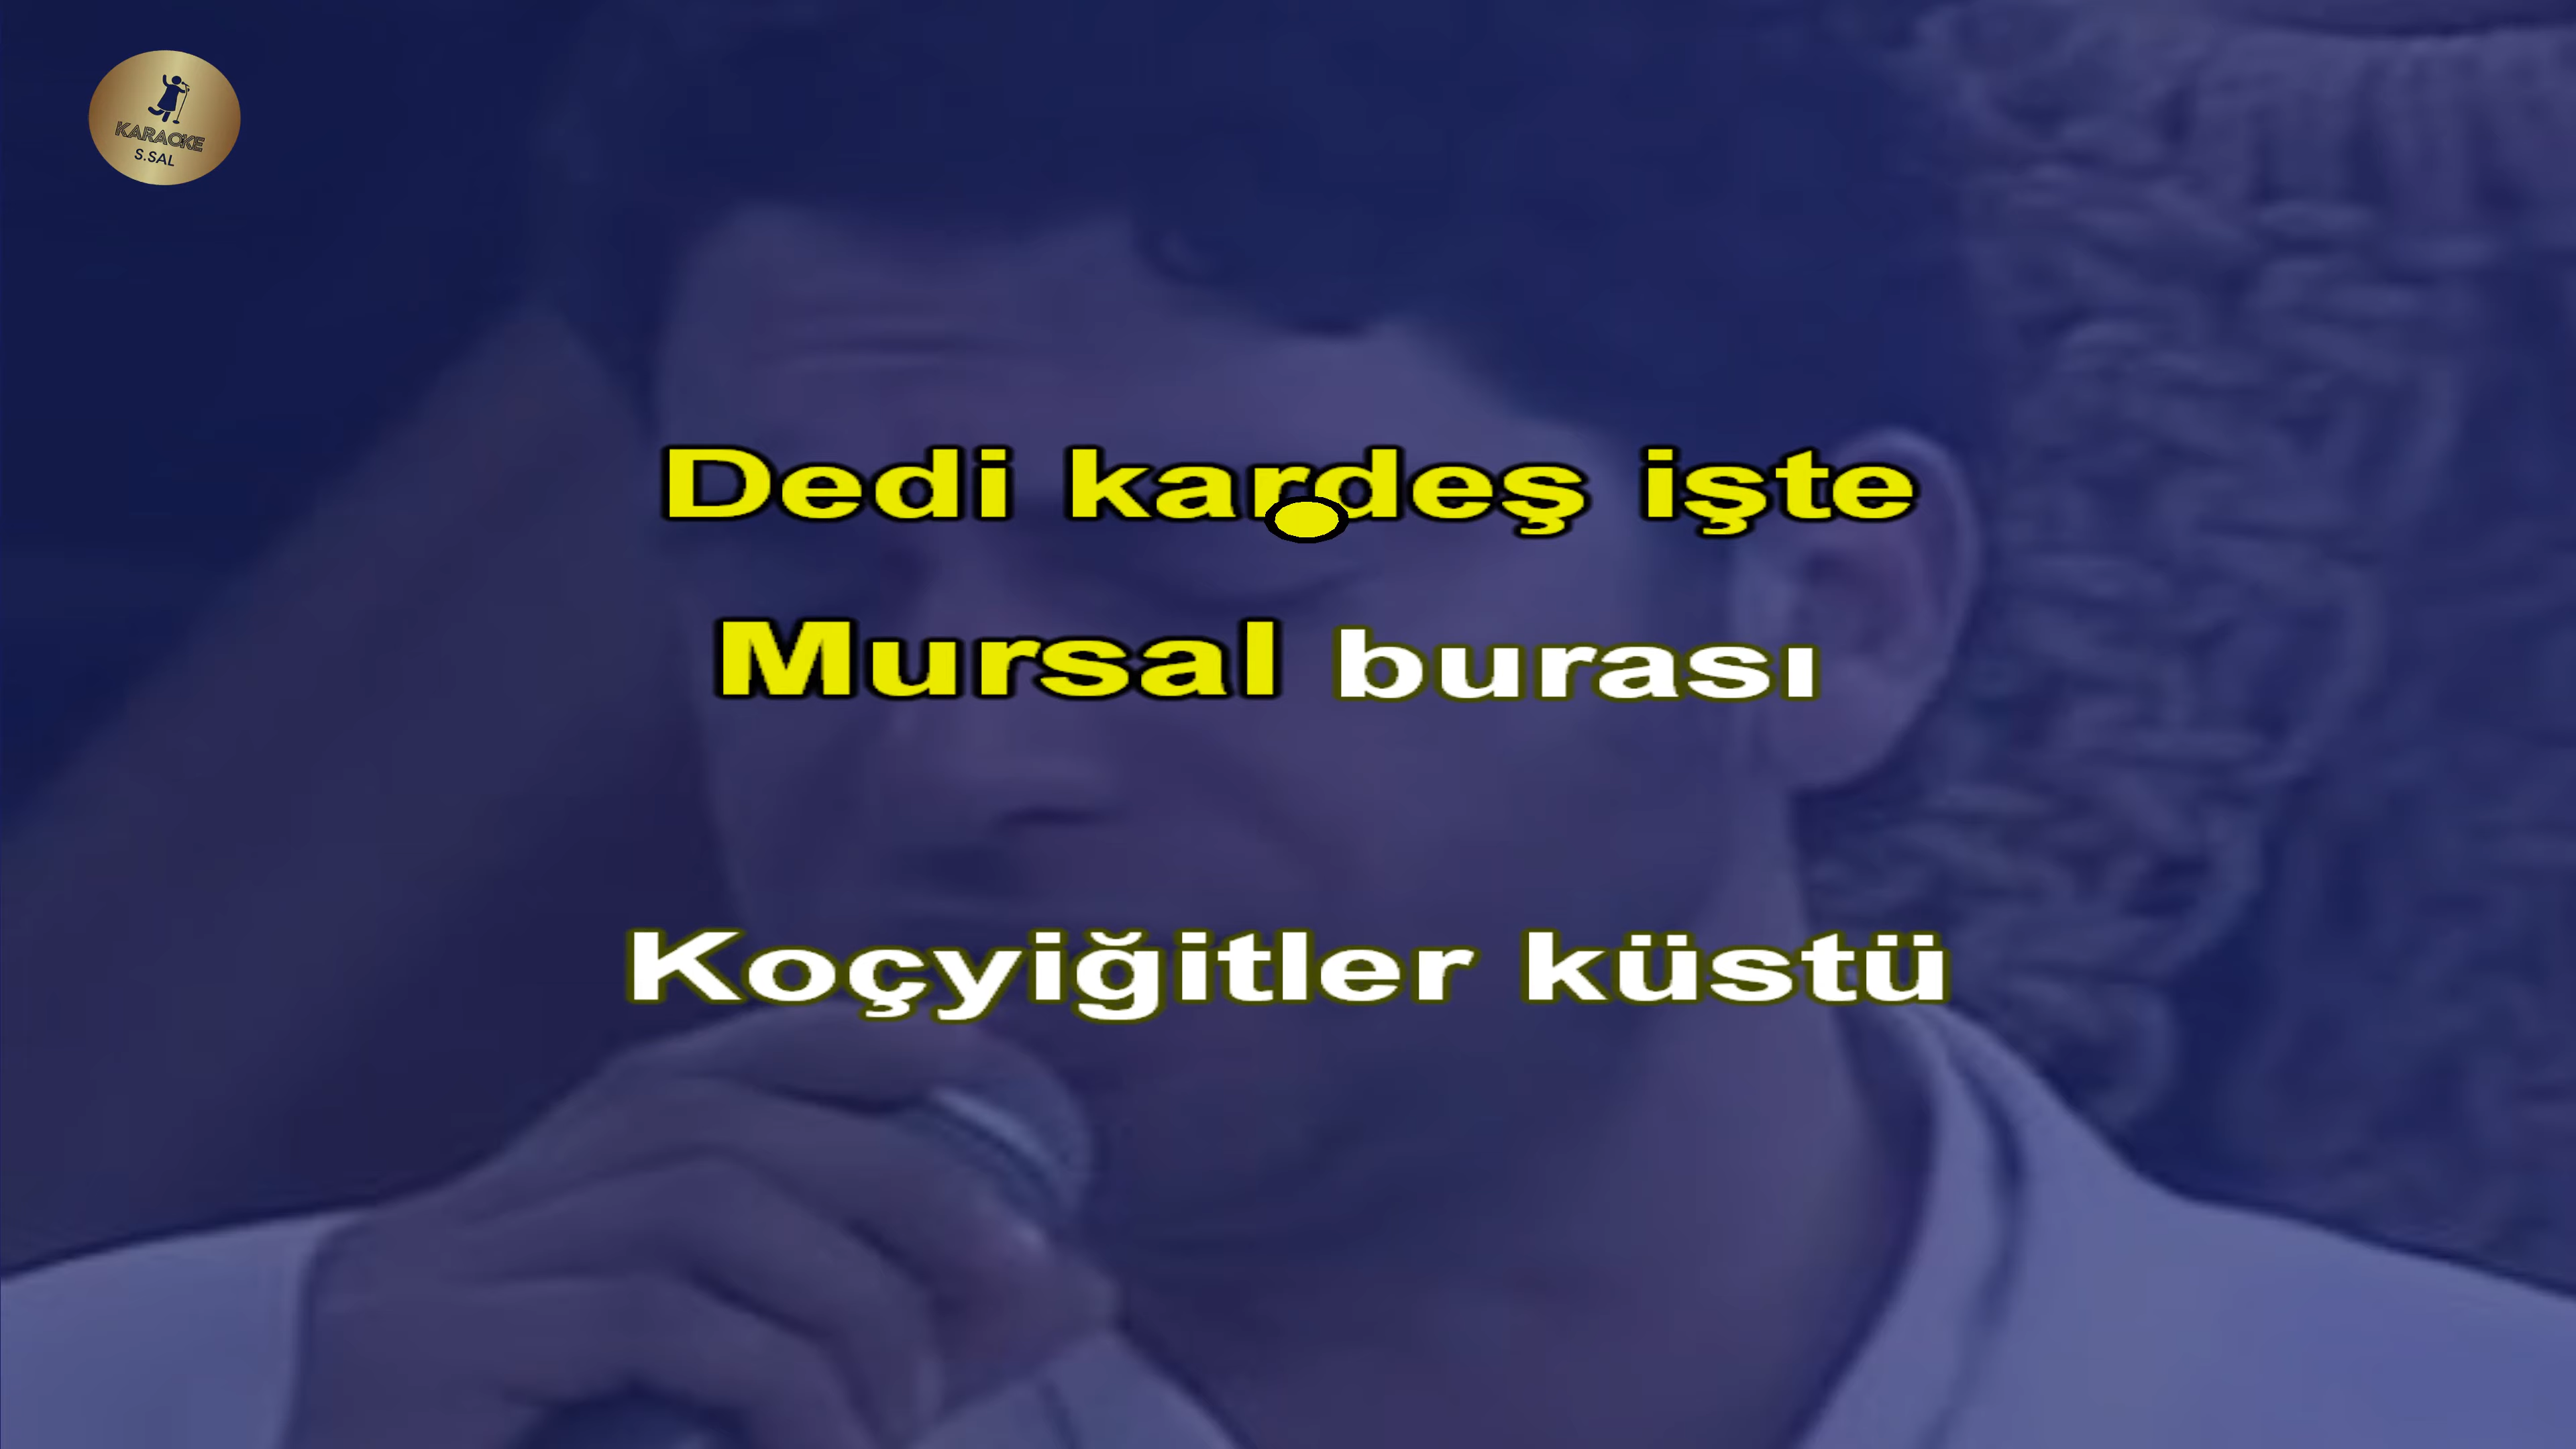 KARAOKE
S.SAL
Dedi kardeş işte
Mursal burası
Koçyiğitler küstü